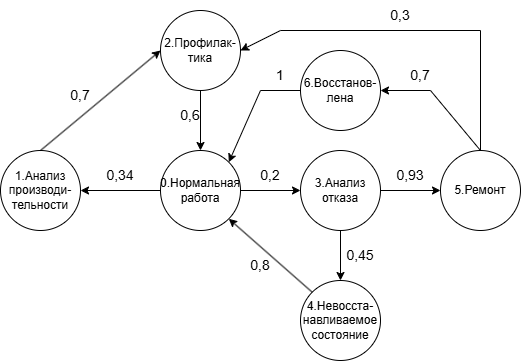 0,3
2.Профилак-
тика
1
6.Восстанов-
лена
0,7
0,7
0,6
1.Анализ
производи-
тельности
0,34
0.Нормальная
работа
0,2
3.Анализ
отказа
0,93
5.Ремонт
0,45
0,8
4.Невосста-
навливаемое
состояние